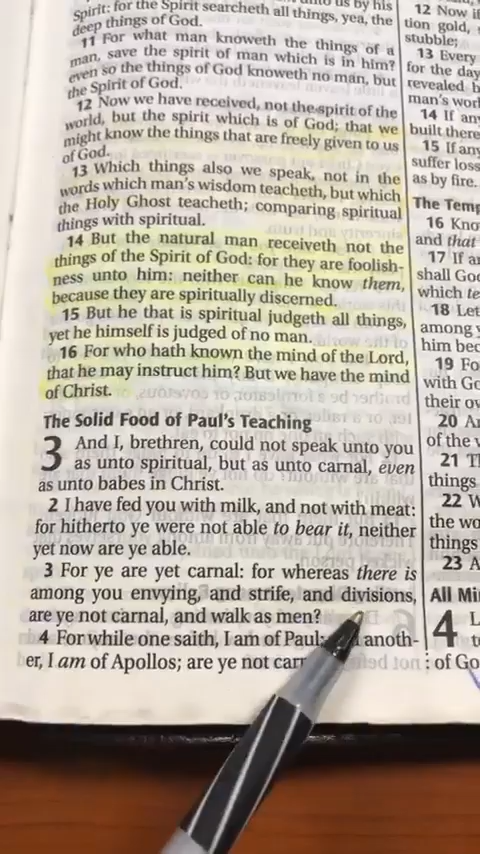 us by his
Spirit: for the Spirit searcheth all things, yea, the
deep things of God.
11 For what man knoweth the things of a
man, save the spirit of man which is in him?
even so the things of God knoweth no man, but
the Spirit of God.
12 Now we have received, not the spirit of the
world, but the spirit which is of God; that we
might know the things that are freely given to us
of God.
13 Which things also we speak, not in the
words which man's wisdom teacheth, but which
the Holy Ghost teacheth; comparing spiritual
things with spiritual.
14 But the natural man receiveth not the
things of the Spirit of God: for they are foolish-
ness unto him: neither can he know them,
because they are spiritually discerned.
15 But he that is spiritual judgeth all things,
yet he himself is judged of no man.
16 For who hath known the mind of the Lord,
that he may instruct him? But we have the mind
of Christ.
The Solid Food of Paul's Teaching
3 And I, brethren, could not speak unto you
as unto spiritual, but as unto carnal, even
as unto babes in Christ.
2 I have fed you with milk, and not with meat:
for hitherto ye were not able to bear it, neither
yet now are ye able.
3 For ye are yet carnal: for whereas there is
among you envying, and strife, and divisions,
are ye not carnal, and walk as men?
4 For while one saith, I am of Paul; anoth-
er, I am of Apollos; are ye not car
12 Now if
tion gold,
stubble;
13 Every
for the day
revealed b
man's wor
14 If an
built there
15 If any
suffer loss
as by fire.
The Temp
16 Kno
and that
17 If a
shall Go
which te
18 Let
among
him bec
19 Fo
with Go
their ow
20 A
of the
21 T
things
22 W
the wo
things
23 A
All Mi
4 L
to
of Go